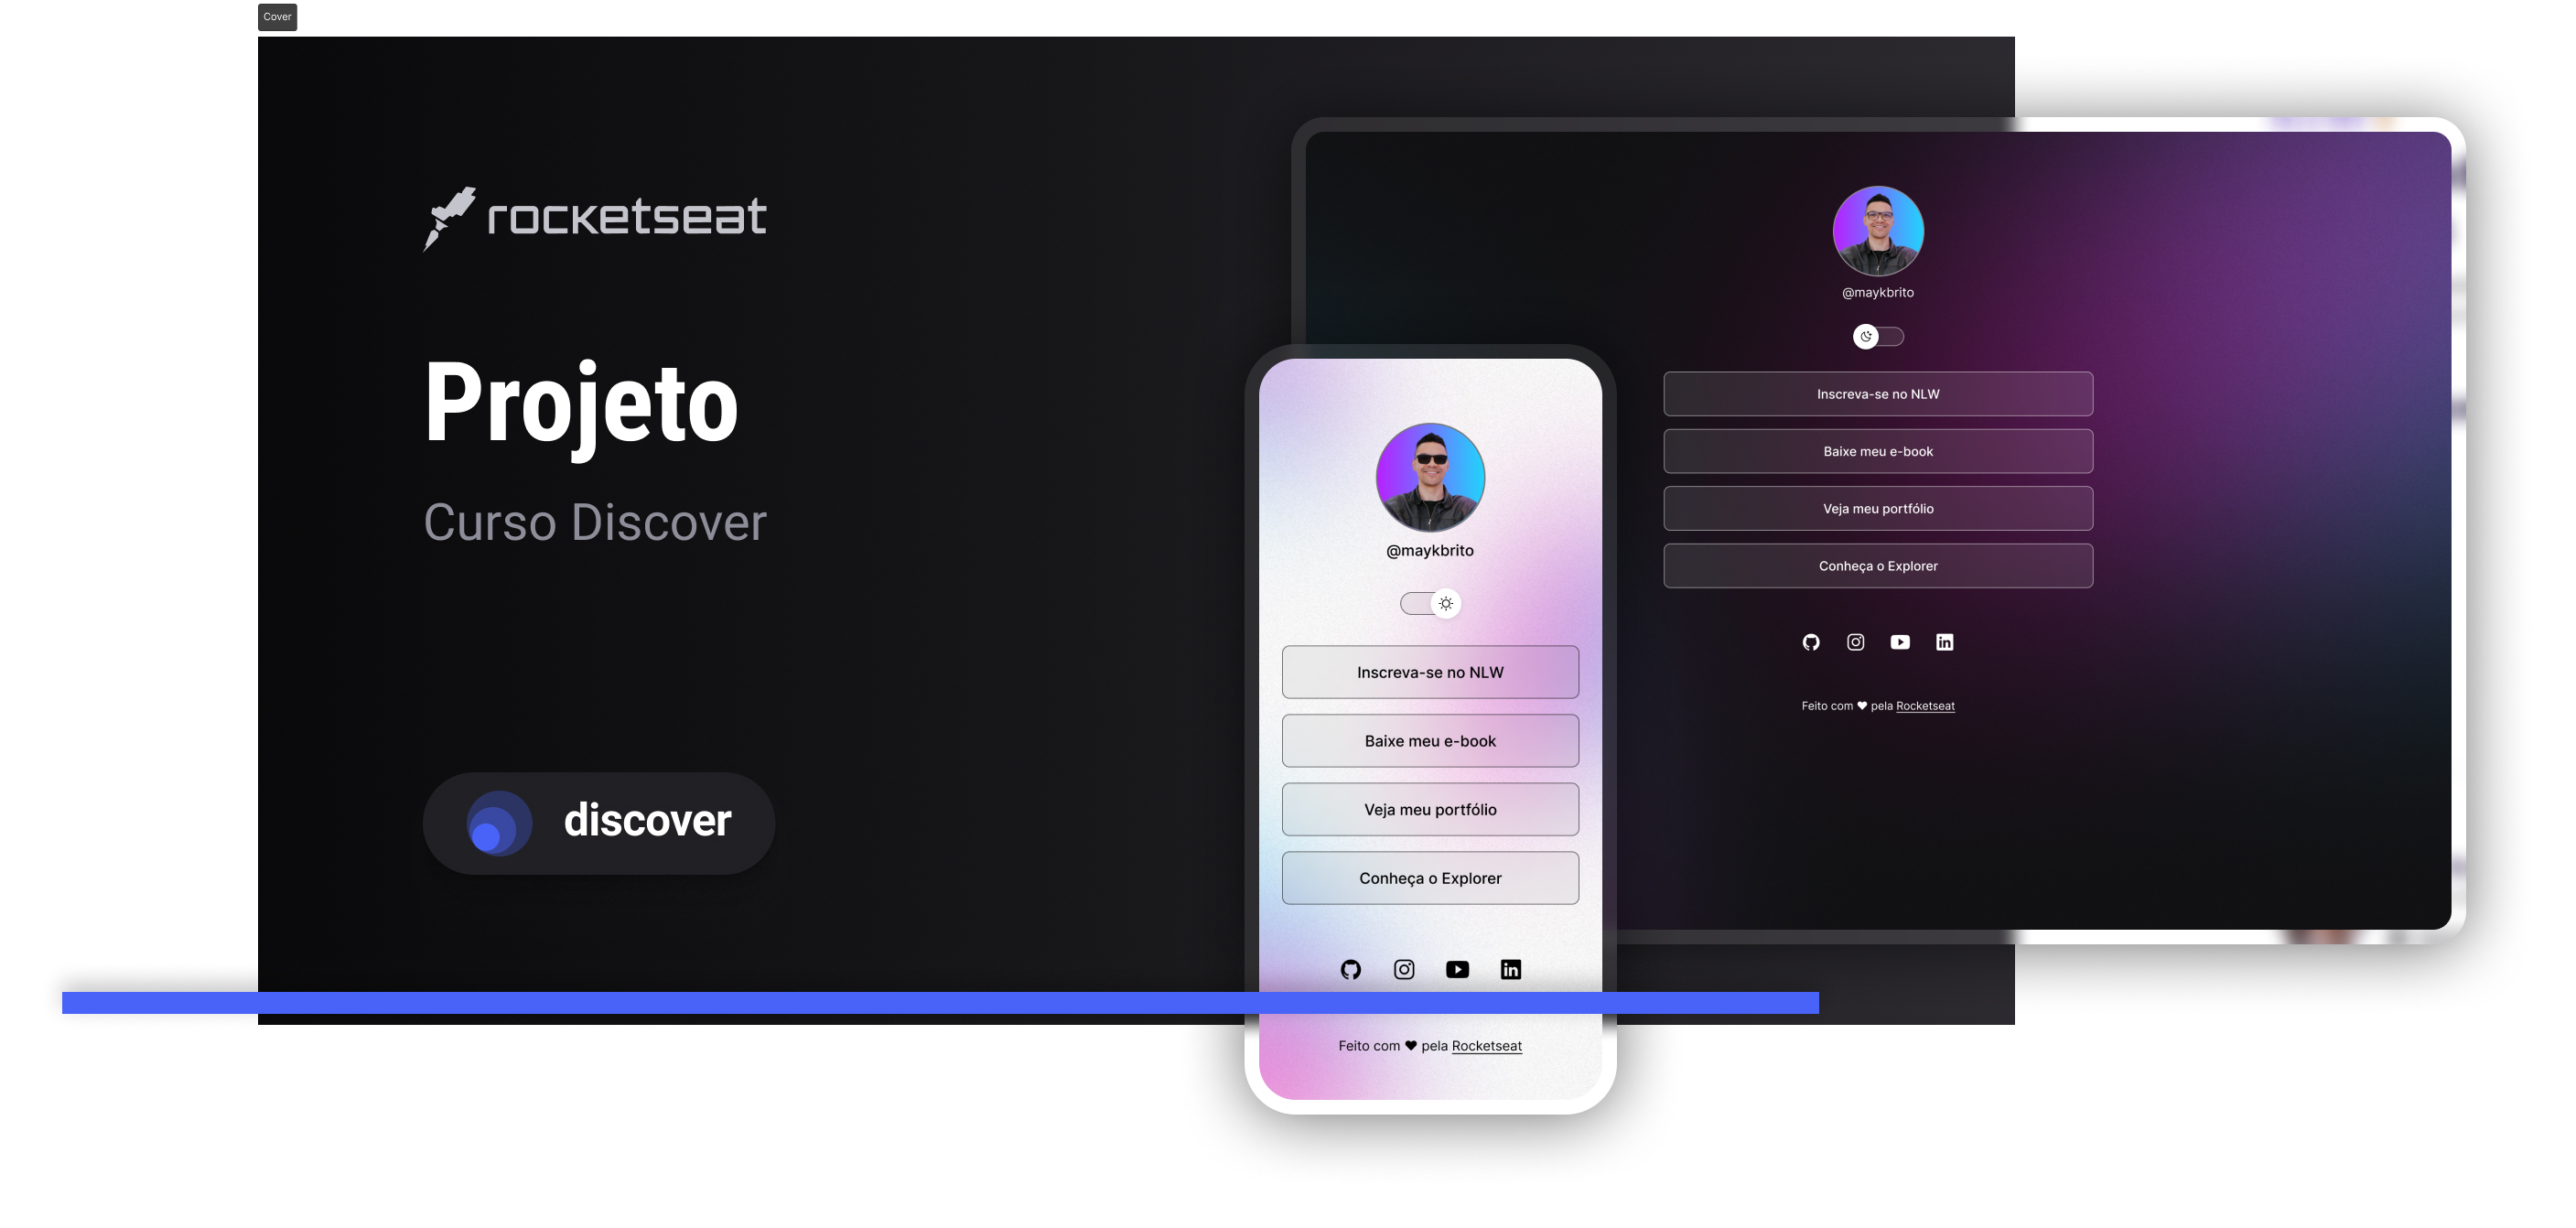 Cover
rocketseat
Projeto
Curso Discover
discover
@maykbrito
Inscreva-se no NLW
Baixe meu e-book
Veja meu portfólio
Conheça o Explorer
Feito com ♥ pela Rocketseat
@maykbrito
Inscreva-se no NLW
Baixe meu e-book
Veja meu portfólio
Conheça o Explorer
Feito com ♥ pela Rocketseat